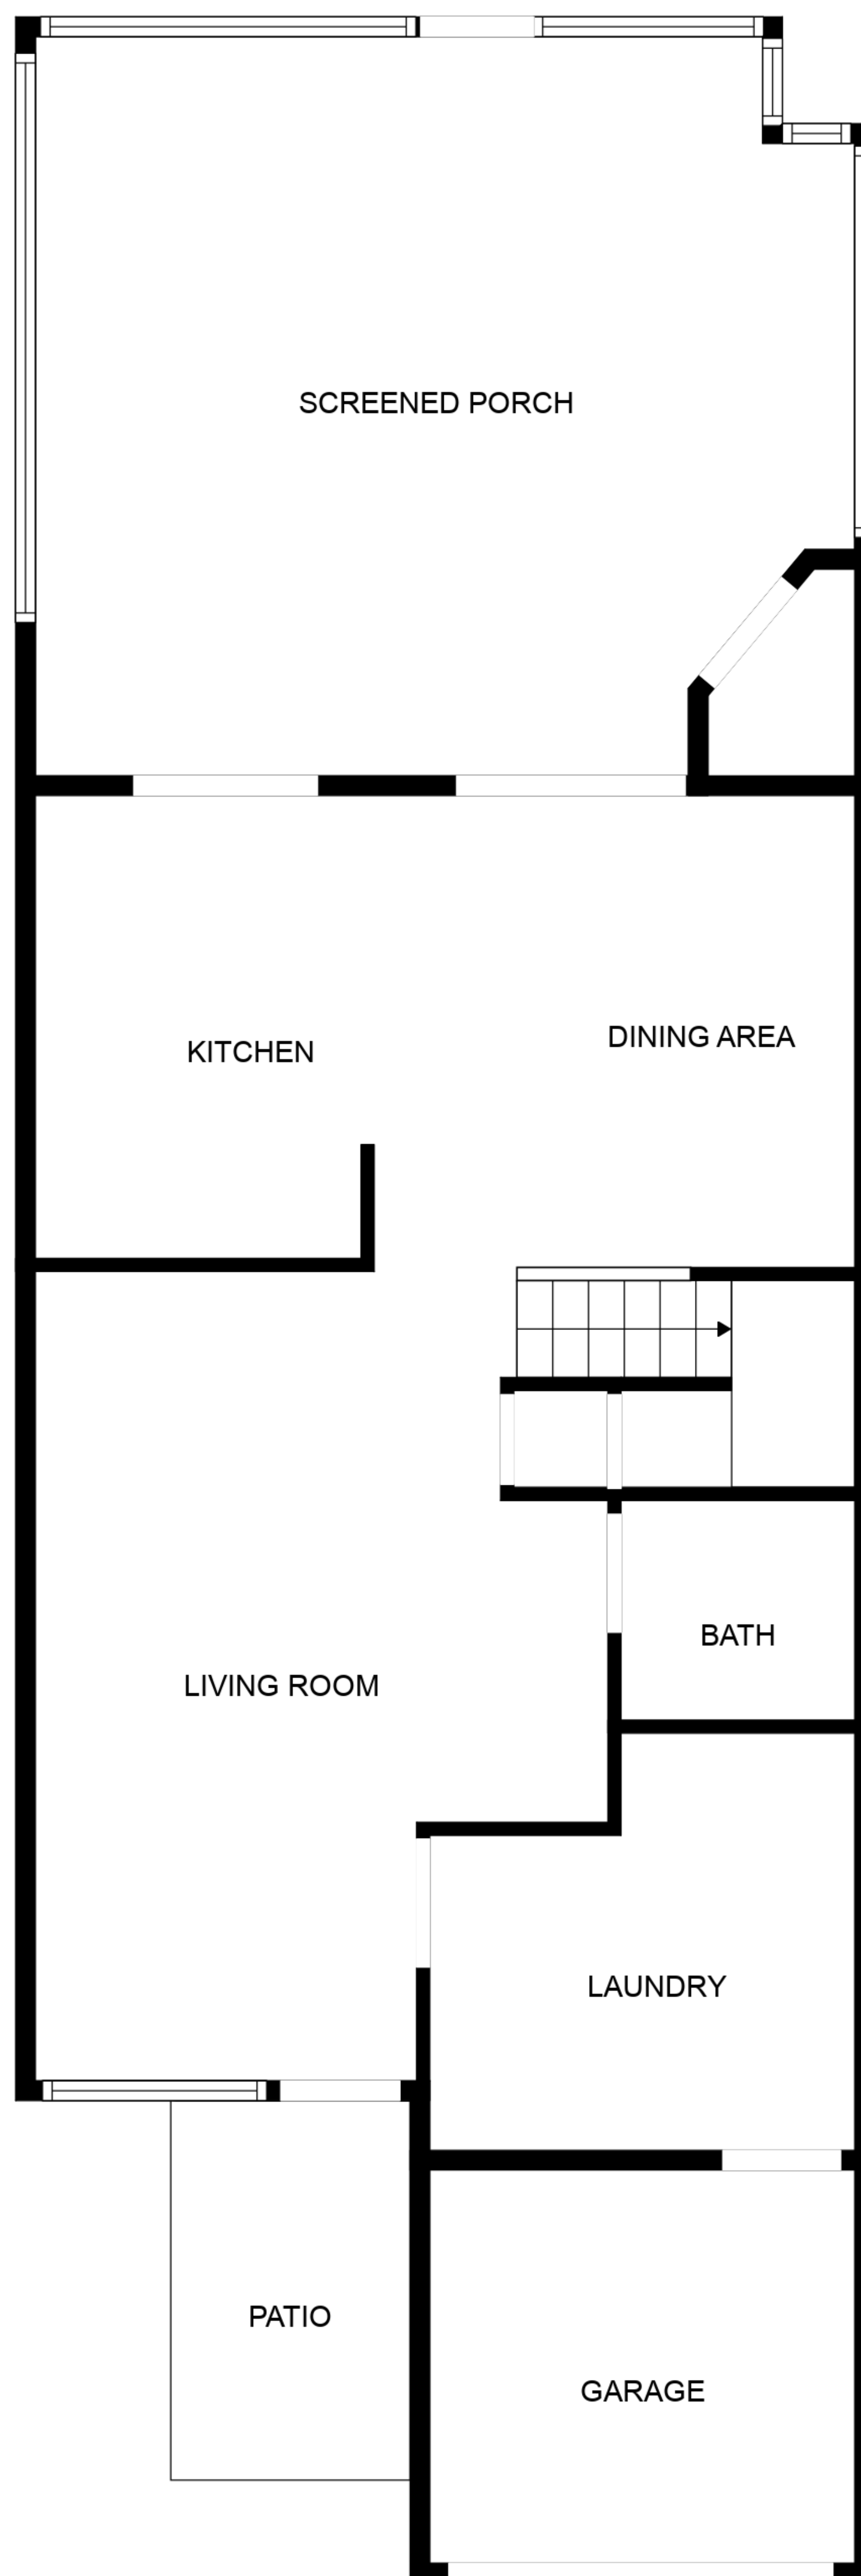 SCREENED PORCH
KITCHEN
DINING AREA
BATH
LIVING ROOM
LAUNDRY
PATIO
GARAGE